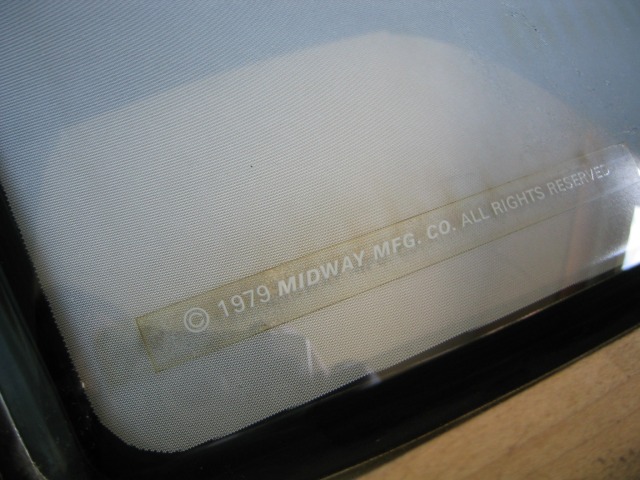 © 1979 MIDWAY MFG. CO. ALL RIGHTS RESERVED